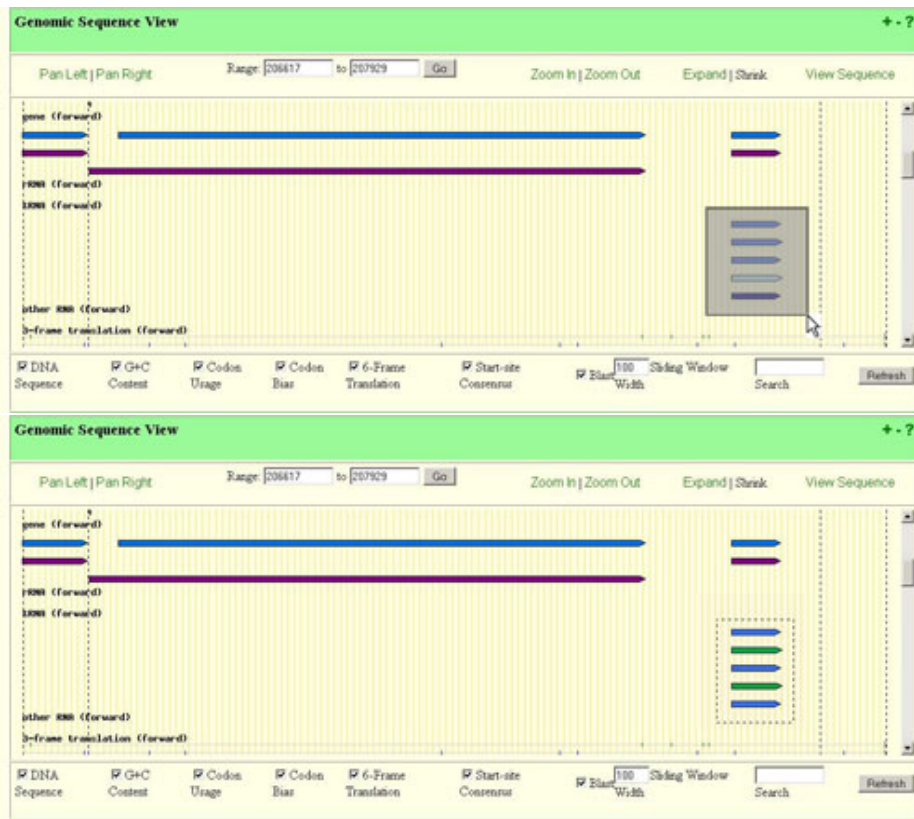 Genomic Sequence View
+ - ?
Pan Left | Pan Right
Range: 206617 to 207929 Go
Zoom In | Zoom Out
Expand | Shrink
View Sequence
gene (forward)
rRNA (forward)
tRNA (forward)
other RNA (forward)
3-frame translation (forward)
DNA Sequence
G+C Content
Codon Usage
Codon Bias
6-Frame Translation
Start-site Consensus
Blast
100 Sliding Window Width
Search
Refresh
Genomic Sequence View
+ - ?
Pan Left | Pan Right
Range: 206617 to 207929 Go
Zoom In | Zoom Out
Expand | Shrink
View Sequence
gene (forward)
rRNA (forward)
tRNA (forward)
other RNA (forward)
3-frame translation (forward)
DNA Sequence
G+C Content
Codon Usage
Codon Bias
6-Frame Translation
Start-site Consensus
Blast
100 Sliding Window Width
Search
Refresh